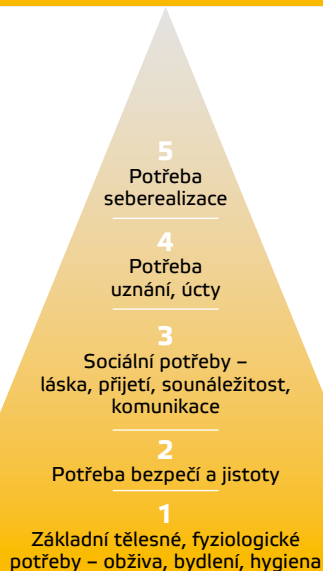 5
Potřeba
seberealizace
4
Potřeba
uznání, úcty
3
Sociální potřeby –
láska, přijetí, sounáležitost,
komunikace
2
Potřeba bezpečí a jistoty
1
Základní tělesné, fyziologické
potřeby – obživa, bydlení, hygiena